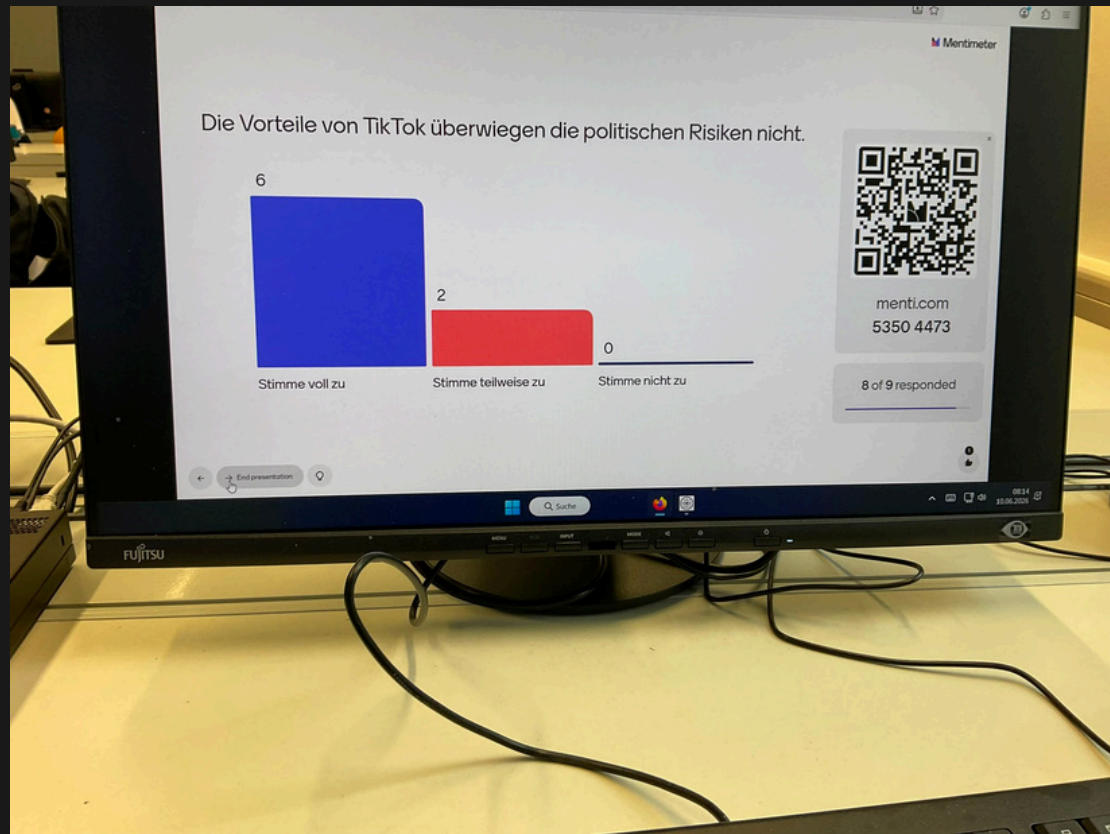 Mentimeter
Die Vorteile von TikTok überwiegen die politischen Risiken nicht.
6
2
0
Stimme voll zu
Stimme teilweise zu
Stimme nicht zu
menti.com
5350 4473
8 of 9 responded
End presentation
Suche
08:14
10.06.2026
FUJITSU
MENU
INPUT
MODE